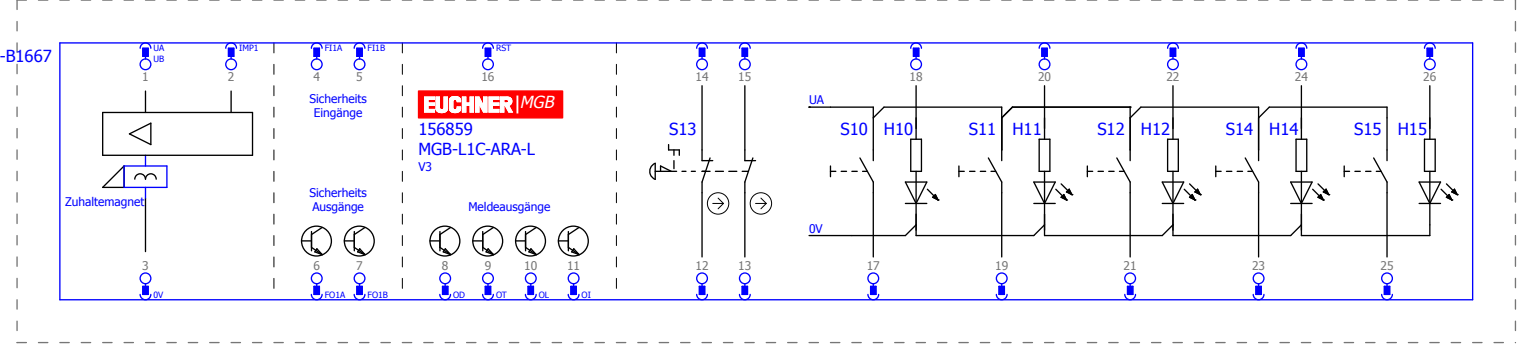 -B1667
UA
UB
IMP1
FI1A
FI1B
RST
1
2
4
5
16
14
15
18
20
22
24
26
Sicherheits
Eingänge
EUCHNER|MGB
156859
MGB-L1C-ARA-L
V3
UA
S13
S10
H10
S11
H11
S12
H12
S14
H14
S15
H15
Zuhaltemagnet
Sicherheits
Ausgänge
Meldeausgänge
0V
3
6
7
8
9
10
11
12
13
17
19
21
23
25
0V
FO1A
FO1B
OD
OT
OL
OI